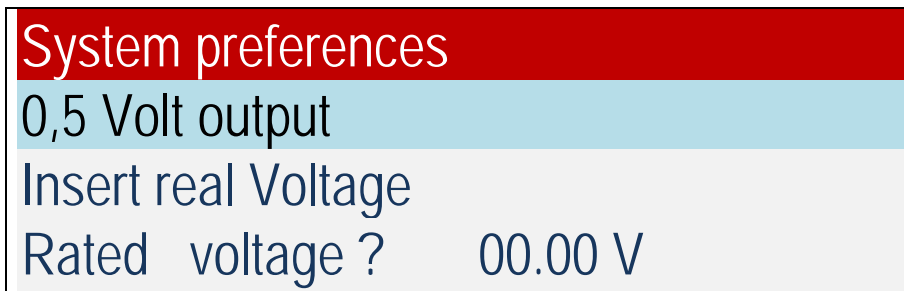 System preferences
0,5 Volt output
Insert real Voltage
Rated voltage ? 00.00 V